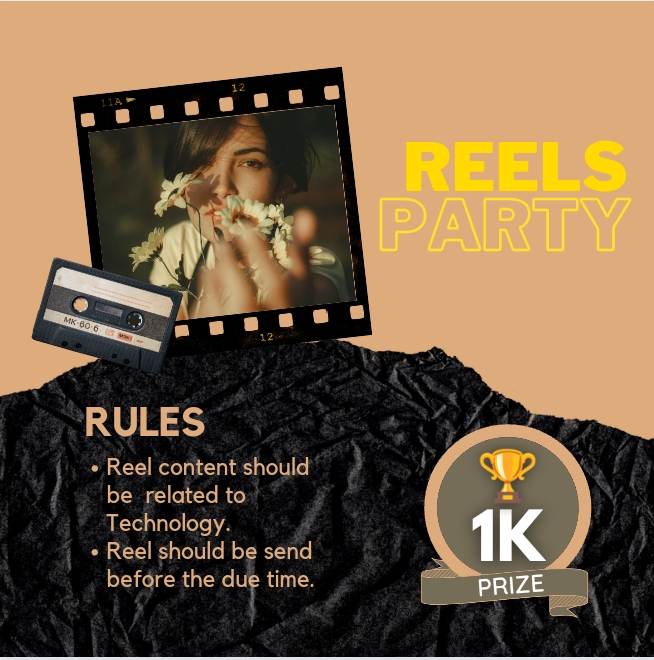 11A
12
REELS
PARTY
MK-60-6
12
RULES
• Reel content should
be related to
Technology.
• Reel should be send
before the due time.
1K
PRIZE